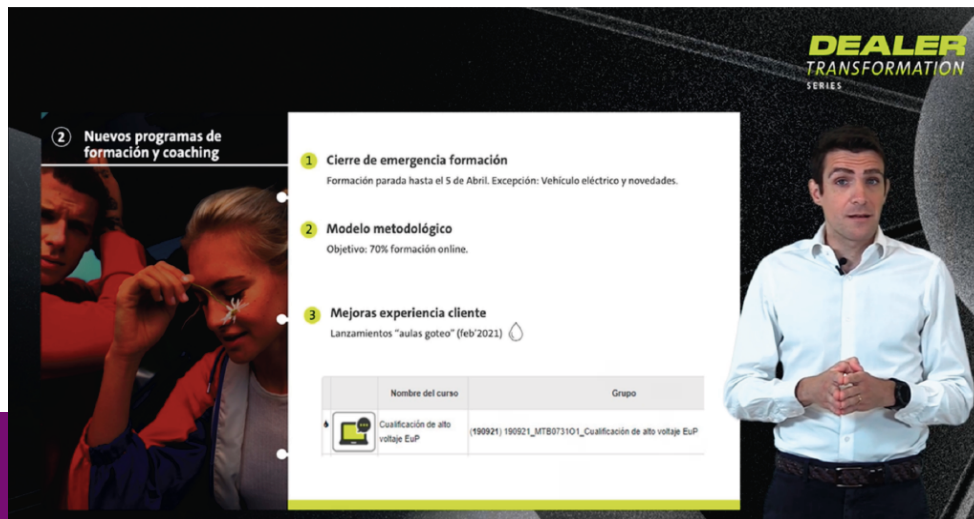 DEALER
TRANSFORMATION
SERIES
2 Nuevos programas de
formación y coaching
1 Cierre de emergencia formación
Formación parada hasta el 5 de Abril. Excepción: Vehículo eléctrico y novedades.
2 Modelo metodológico
Objetivo: 70% formación online.
3 Mejoras experiencia cliente
Lanzamientos “aulas goteo” (feb'2021)
Nombre del curso Grupo
Cualificación de alto
voltaje EuP
(190921) 190921_MTB0731O1_Cualificación de alto voltaje EuP